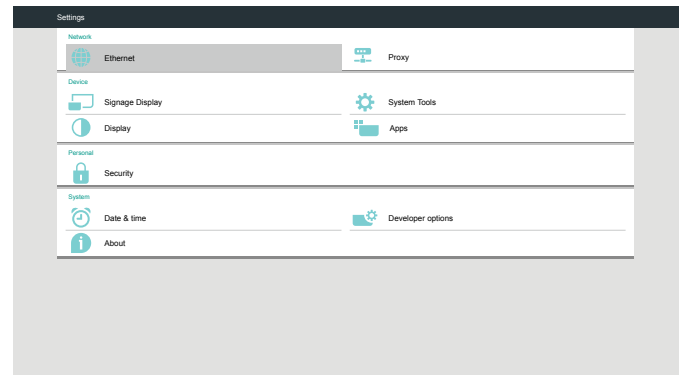 Settings
Network
Ethernet
Proxy
Device
Signage Display
System Tools
Display
Apps
Personal
Security
System
Date & time
Developer options
About